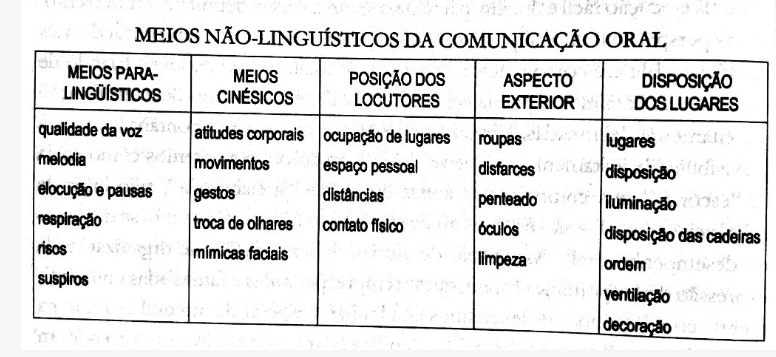 MEIOS NÃO-LINGUÍSTICOS DA COMUNICAÇÃO ORAL
MEIOS PARA-
LINGÜÍSTICOS
qualidade da voz
melodia
elocução e pausas
respiração
risos
suspiros
MEIOS
CINÉSICOS
atitudes corporais
movimentos
gestos
troca de olhares
mímicas faciais
POSIÇÃO DOS
LOCUTORES
ocupação de lugares
espaço pessoal
distâncias
contato físico
ASPECTO
EXTERIOR
roupas
disfarces
penteado
óculos
limpeza
DISPOSIÇÃO
DOS LUGARES
lugares
disposição
iluminação
disposição das cadeiras
ordem
ventilação
decoração